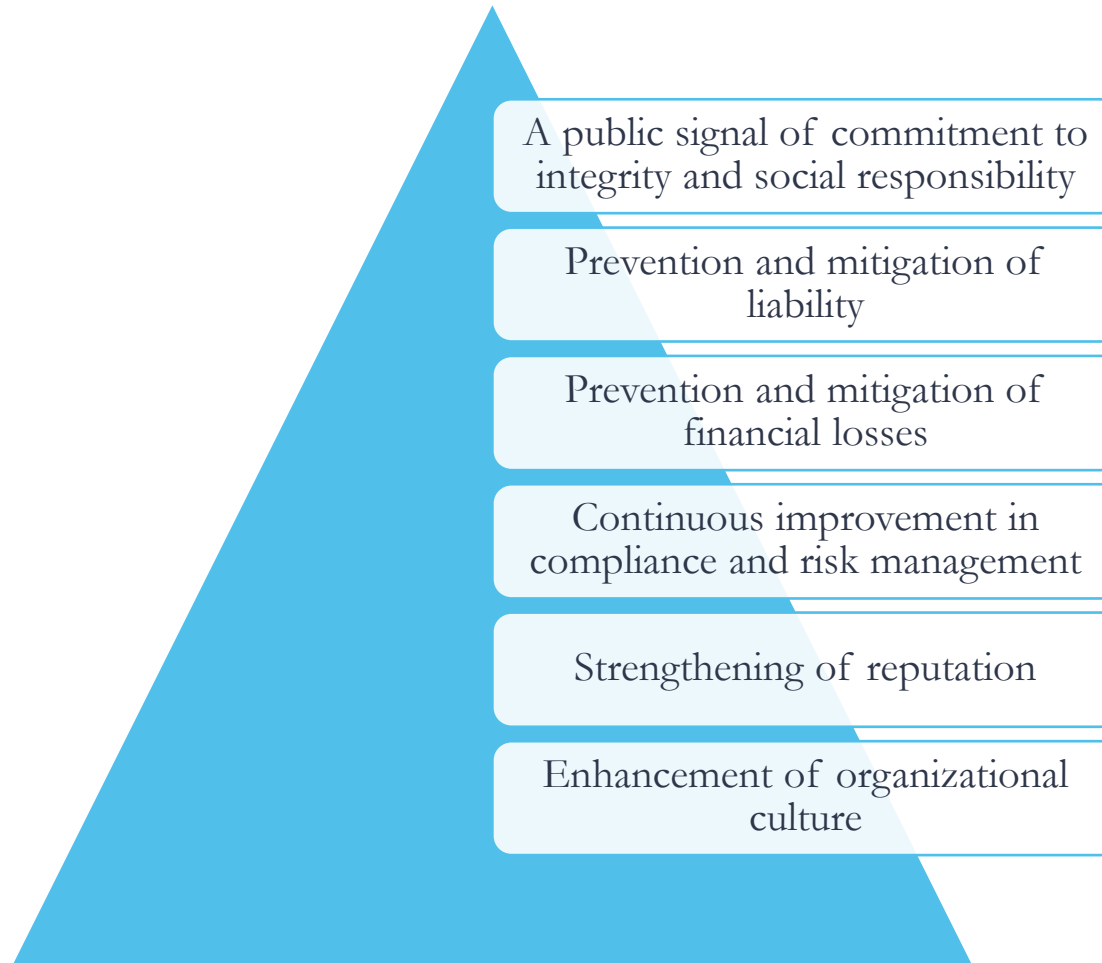 A public signal of commitment to
integrity and social responsibility
Prevention and mitigation of
liability
Prevention and mitigation of
financial losses
Continuous improvement in
compliance and risk management
Strengthening of reputation
Enhancement of organizational
culture